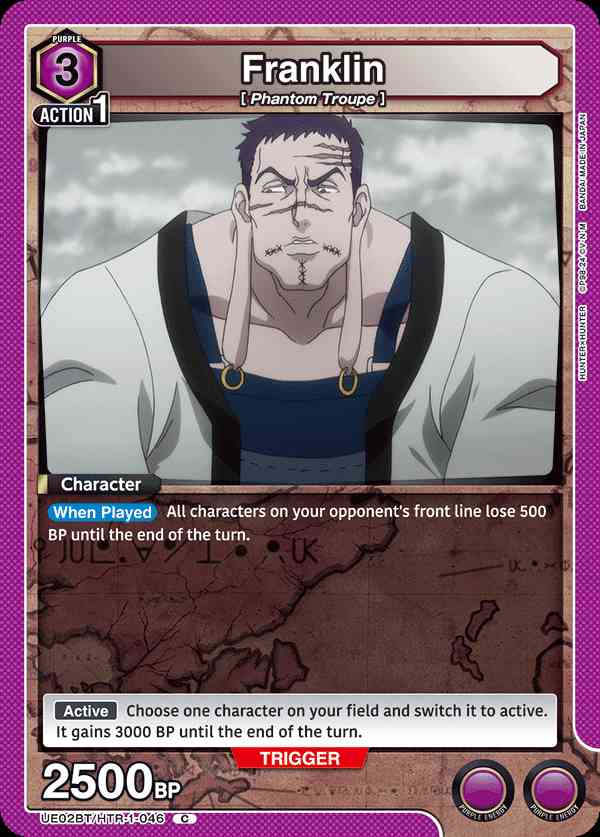 PURPLE
3
ACTION 1
Franklin
[ Phantom Troupe ]
HUNTER×HUNTER ©P98-24 ©V, N, M BANDAI MADE IN JAPAN
Character
When Played All characters on your opponent's front line lose 500
BP until the end of the turn.
Active Choose one character on your field and switch it to active.
It gains 3000 BP until the end of the turn.
TRIGGER
2500 BP
PURPLE ENERGY
PURPLE ENERGY
UE02BT/HTR-1-046 C